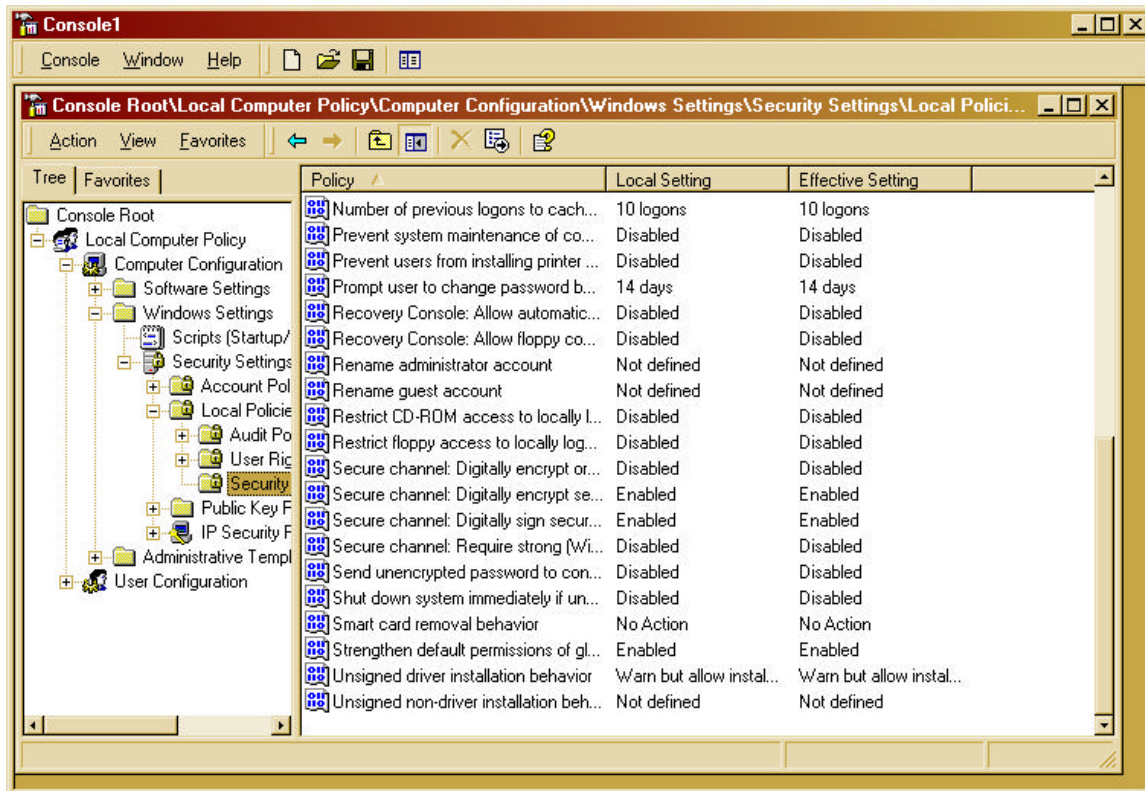 Console1
Console Window Help
Console Root\Local Computer Policy\Computer Configuration\Windows Settings\Security Settings\Local Polici...
Action View Favorites
Tree Favorites
Console Root
Local Computer Policy
Computer Configuration
Software Settings
Windows Settings
Scripts (Startup/
Security Settings
Account Pol
Local Policie
Audit Po
User Rig
Security
Public Key F
IP Security F
Administrative Templ
User Configuration
Policy Local Setting Effective Setting
Number of previous logons to cach... 10 logons 10 logons
Prevent system maintenance of co... Disabled Disabled
Prevent users from installing printer ... Disabled Disabled
Prompt user to change password b... 14 days 14 days
Recovery Console: Allow automatic... Disabled Disabled
Recovery Console: Allow floppy co... Disabled Disabled
Rename administrator account Not defined Not defined
Rename guest account Not defined Not defined
Restrict CD-ROM access to locally l... Disabled Disabled
Restrict floppy access to locally log... Disabled Disabled
Secure channel: Digitally encrypt or... Disabled Disabled
Secure channel: Digitally encrypt se... Enabled Enabled
Secure channel: Digitally sign secur... Enabled Enabled
Secure channel: Require strong (Wi... Disabled Disabled
Send unencrypted password to con... Disabled Disabled
Shut down system immediately if un... Disabled Disabled
Smart card removal behavior No Action No Action
Strengthen default permissions of gl... Enabled Enabled
Unsigned driver installation behavior Warn but allow instal... Warn but allow instal...
Unsigned non-driver installation beh... Not defined Not defined